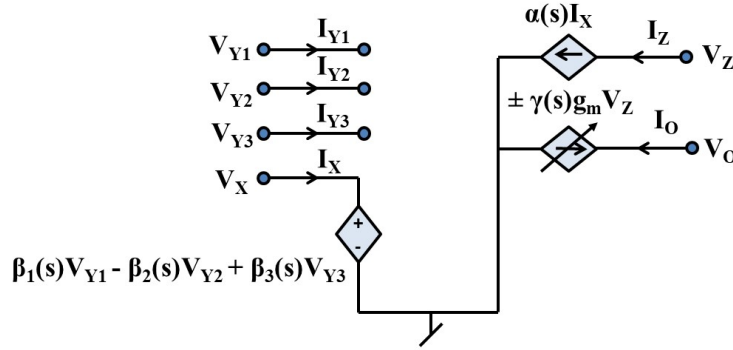 V_Y1 I_Y1
V_Y2 I_Y2
V_Y3 I_Y3
V_X I_X
+
-
β₁(s)V_Y1 - β₂(s)V_Y2 + β₃(s)V_Y3
α(s)I_X
I_Z
V_Z
± γ(s)g_mV_Z
I_O
V_O